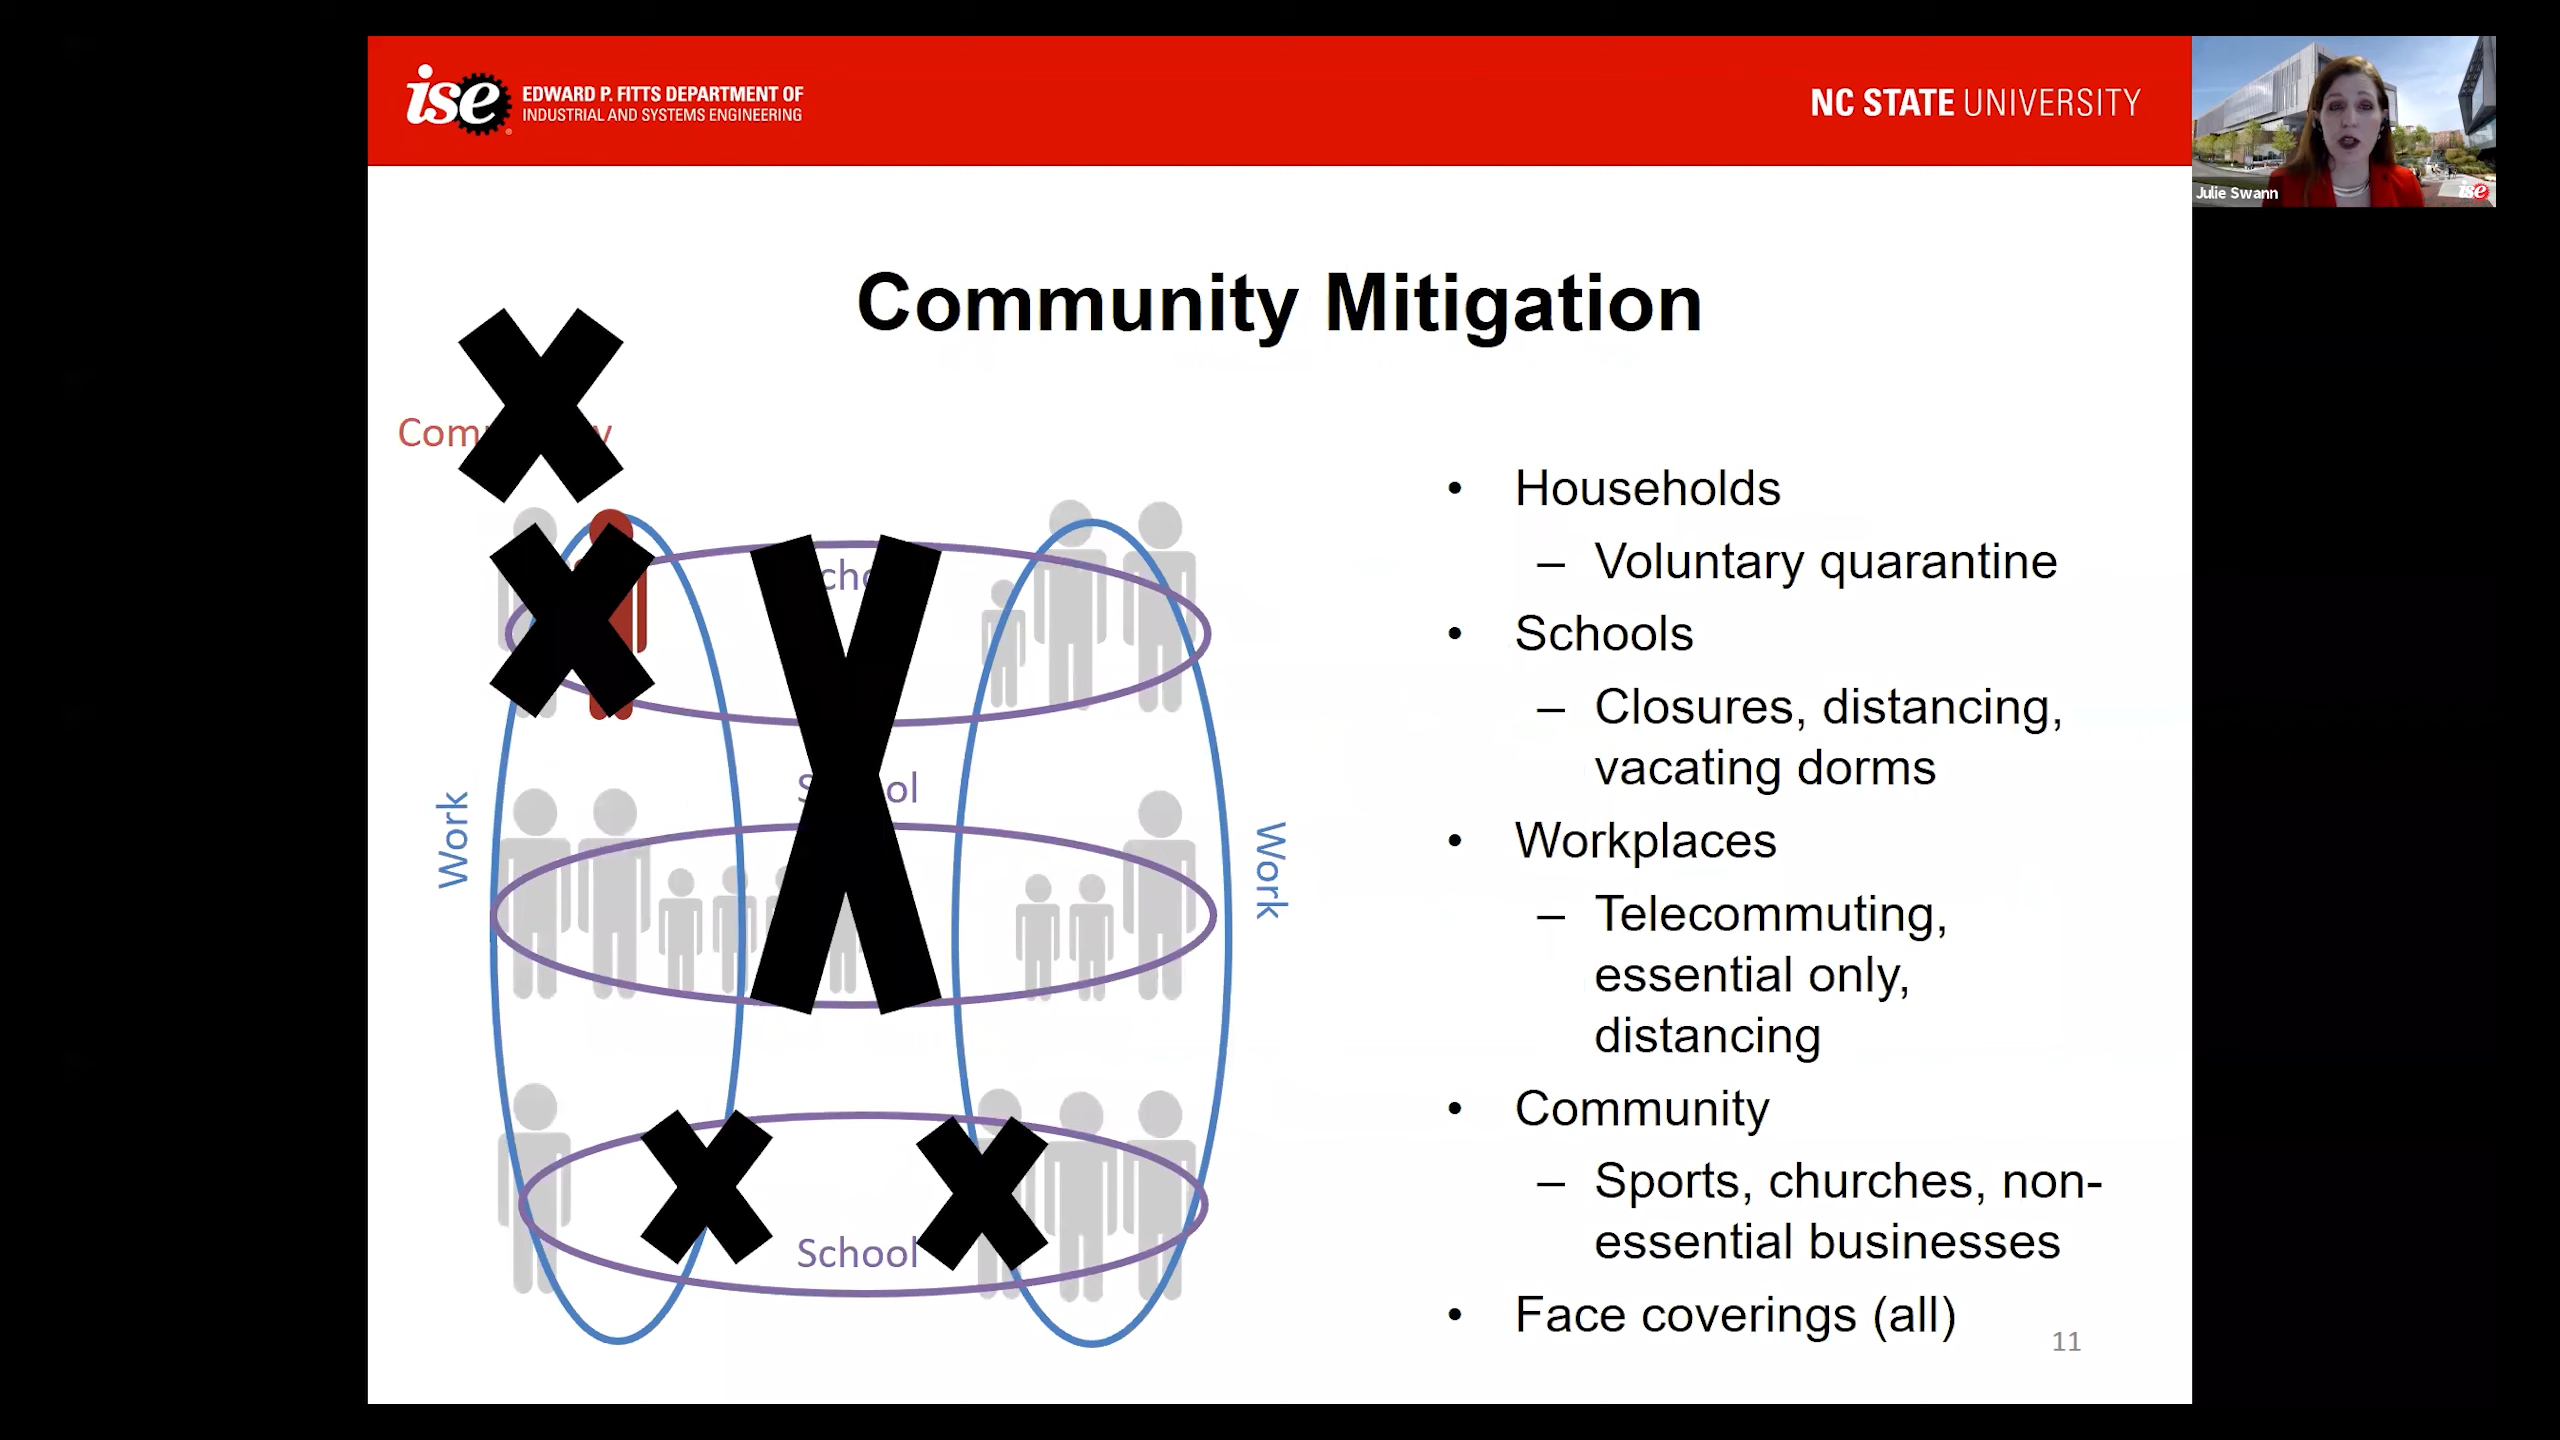 ise
EDWARD P. FITTS DEPARTMENT OF
INDUSTRIAL AND SYSTEMS ENGINEERING
NC STATE UNIVERSITY
Julie Swann
ise
Community Mitigation
Work
School
Work
• Households
– Voluntary quarantine
• Schools
– Closures, distancing,
vacating dorms
• Workplaces
– Telecommuting,
essential only,
distancing
• Community
– Sports, churches, non-
essential businesses
• Face coverings (all)
11